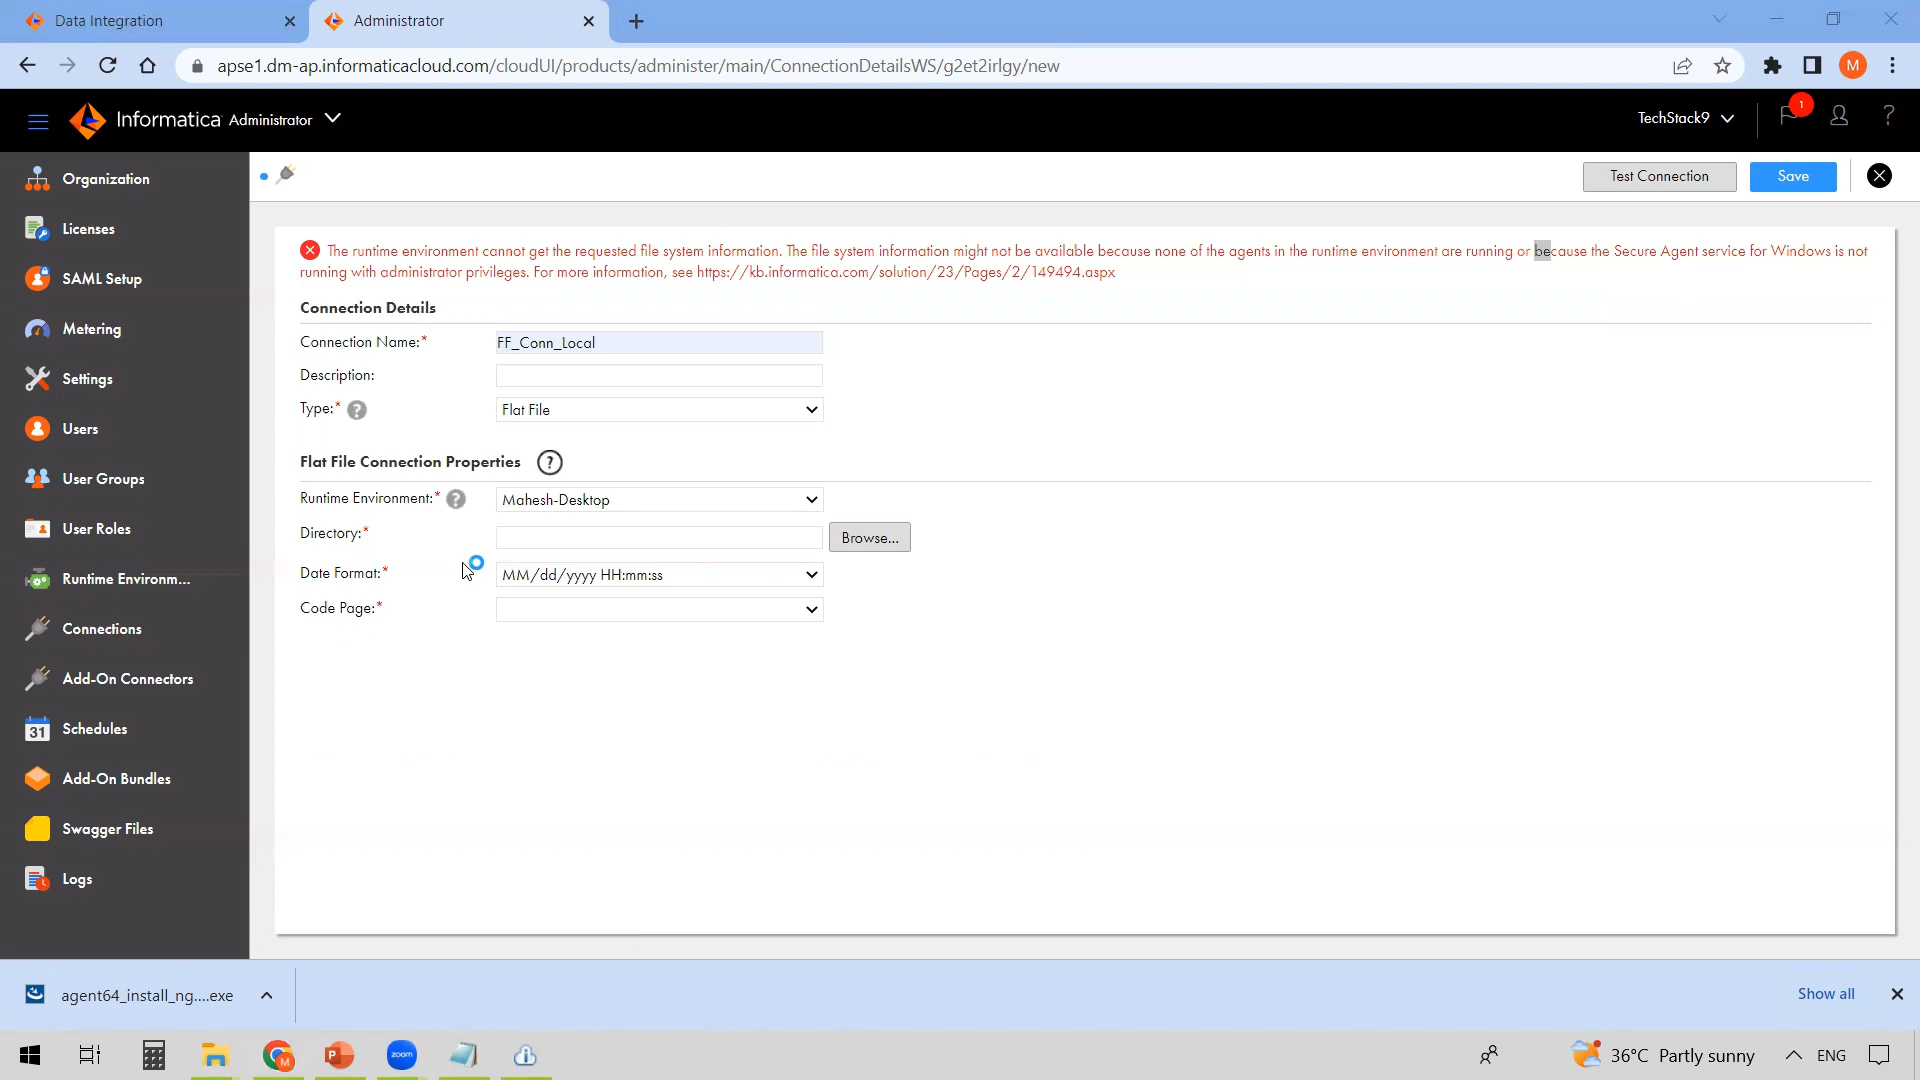 Data Integration
Administrator
apse1.dm-ap.informaticacloud.com/cloudUI/products/administer/main/ConnectionDetailsWS/g2et2irlgy/new
M
Informatica Administrator
TechStack9
1
?
Organization
Licenses
SAML Setup
Metering
Settings
Users
User Groups
User Roles
Runtime Environm...
Connections
Add-On Connectors
31
Schedules
Add-On Bundles
Swagger Files
Logs
Test Connection
Save
The runtime environment cannot get the requested file system information. The file system information might not be available because none of the agents in the runtime environment are running or because the Secure Agent service for Windows is not
running with administrator privileges. For more information, see https://kb.informatica.com/solution/23/Pages/2/149494.aspx
Connection Details
Connection Name:* FF_Conn_Local
Description:
Type:* ? Flat File
Flat File Connection Properties ?
Runtime Environment:* ? Mahesh-Desktop
Directory:* Browse...
Date Format:* MM/dd/yyyy HH:mm:ss
Code Page:*
agent64_install_ng....exe
Show all
M
P
zoom
36°C Partly sunny
ENG